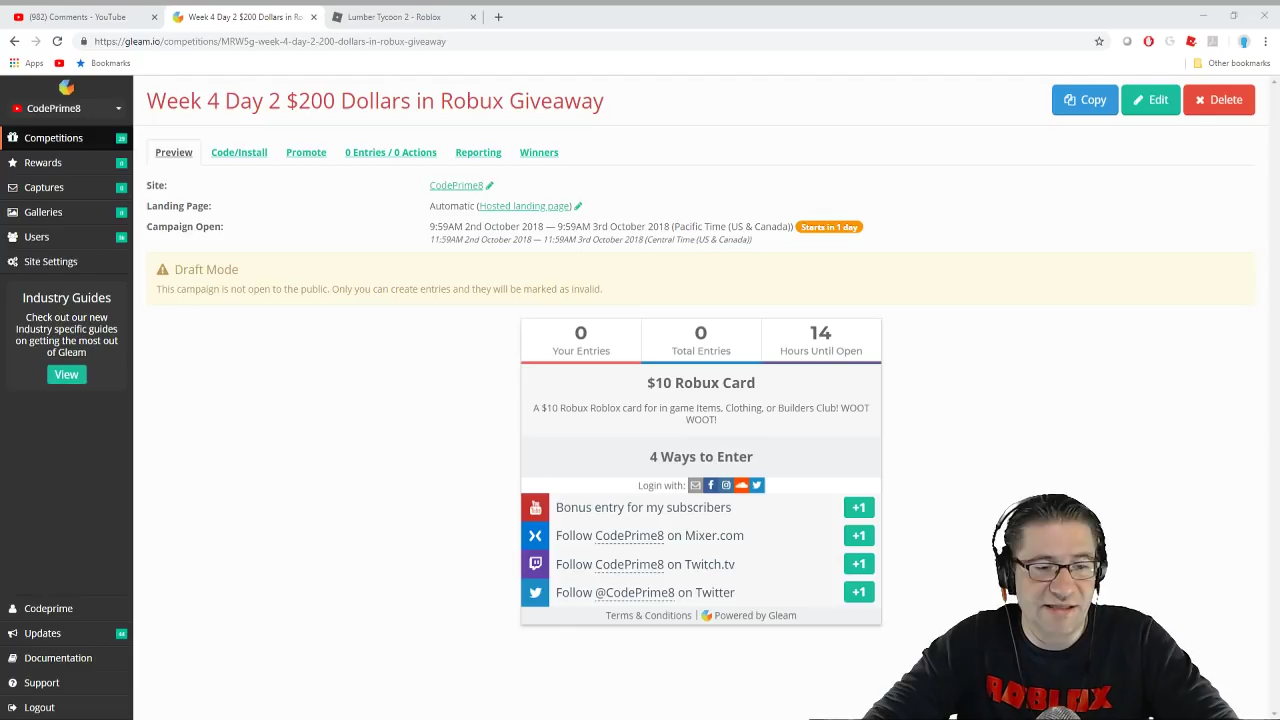 (982) Comments - YouTube
Week 4 Day 2 $200 Dollars in Ro
Lumber Tycoon 2 - Roblox
https://gleam.io/competitions/MRW5g-week-4-day-2-200-dollars-in-robux-giveaway
Apps
Bookmarks
Other bookmarks
CodePrime8
Week 4 Day 2 $200 Dollars in Robux Giveaway
Copy
Edit
Delete
Competitions 29
Rewards 0
Captures 0
Galleries 0
Users
Site Settings
Industry Guides
Check out our new
Industry specific guides
on getting the most out
of Gleam
View
Preview
Code/Install
Promote
0 Entries / 0 Actions
Reporting
Winners
Site:
CodePrime8
Landing Page:
Automatic (Hosted landing page)
Campaign Open:
9:59AM 2nd October 2018 — 9:59AM 3rd October 2018 (Pacific Time (US & Canada)) Starts in 1 day
11:59AM 2nd October 2018 — 11:59AM 3rd October 2018 (Central Time (US & Canada))
Draft Mode
This campaign is not open to the public. Only you can create entries and they will be marked as invalid.
0
Your Entries
0
Total Entries
14
Hours Until Open
$10 Robux Card
A $10 Robux Roblox card for in game Items, Clothing, or Builders Club! WOOT
WOOT!
4 Ways to Enter
Login with:
Bonus entry for my subscribers +1
Follow CodePrime8 on Mixer.com +1
Follow CodePrime8 on Twitch.tv +1
Follow @CodePrime8 on Twitter +1
Terms & Conditions | Powered by Gleam
Codeprime
Updates 44
Documentation
Support
Logout
ROBLOX